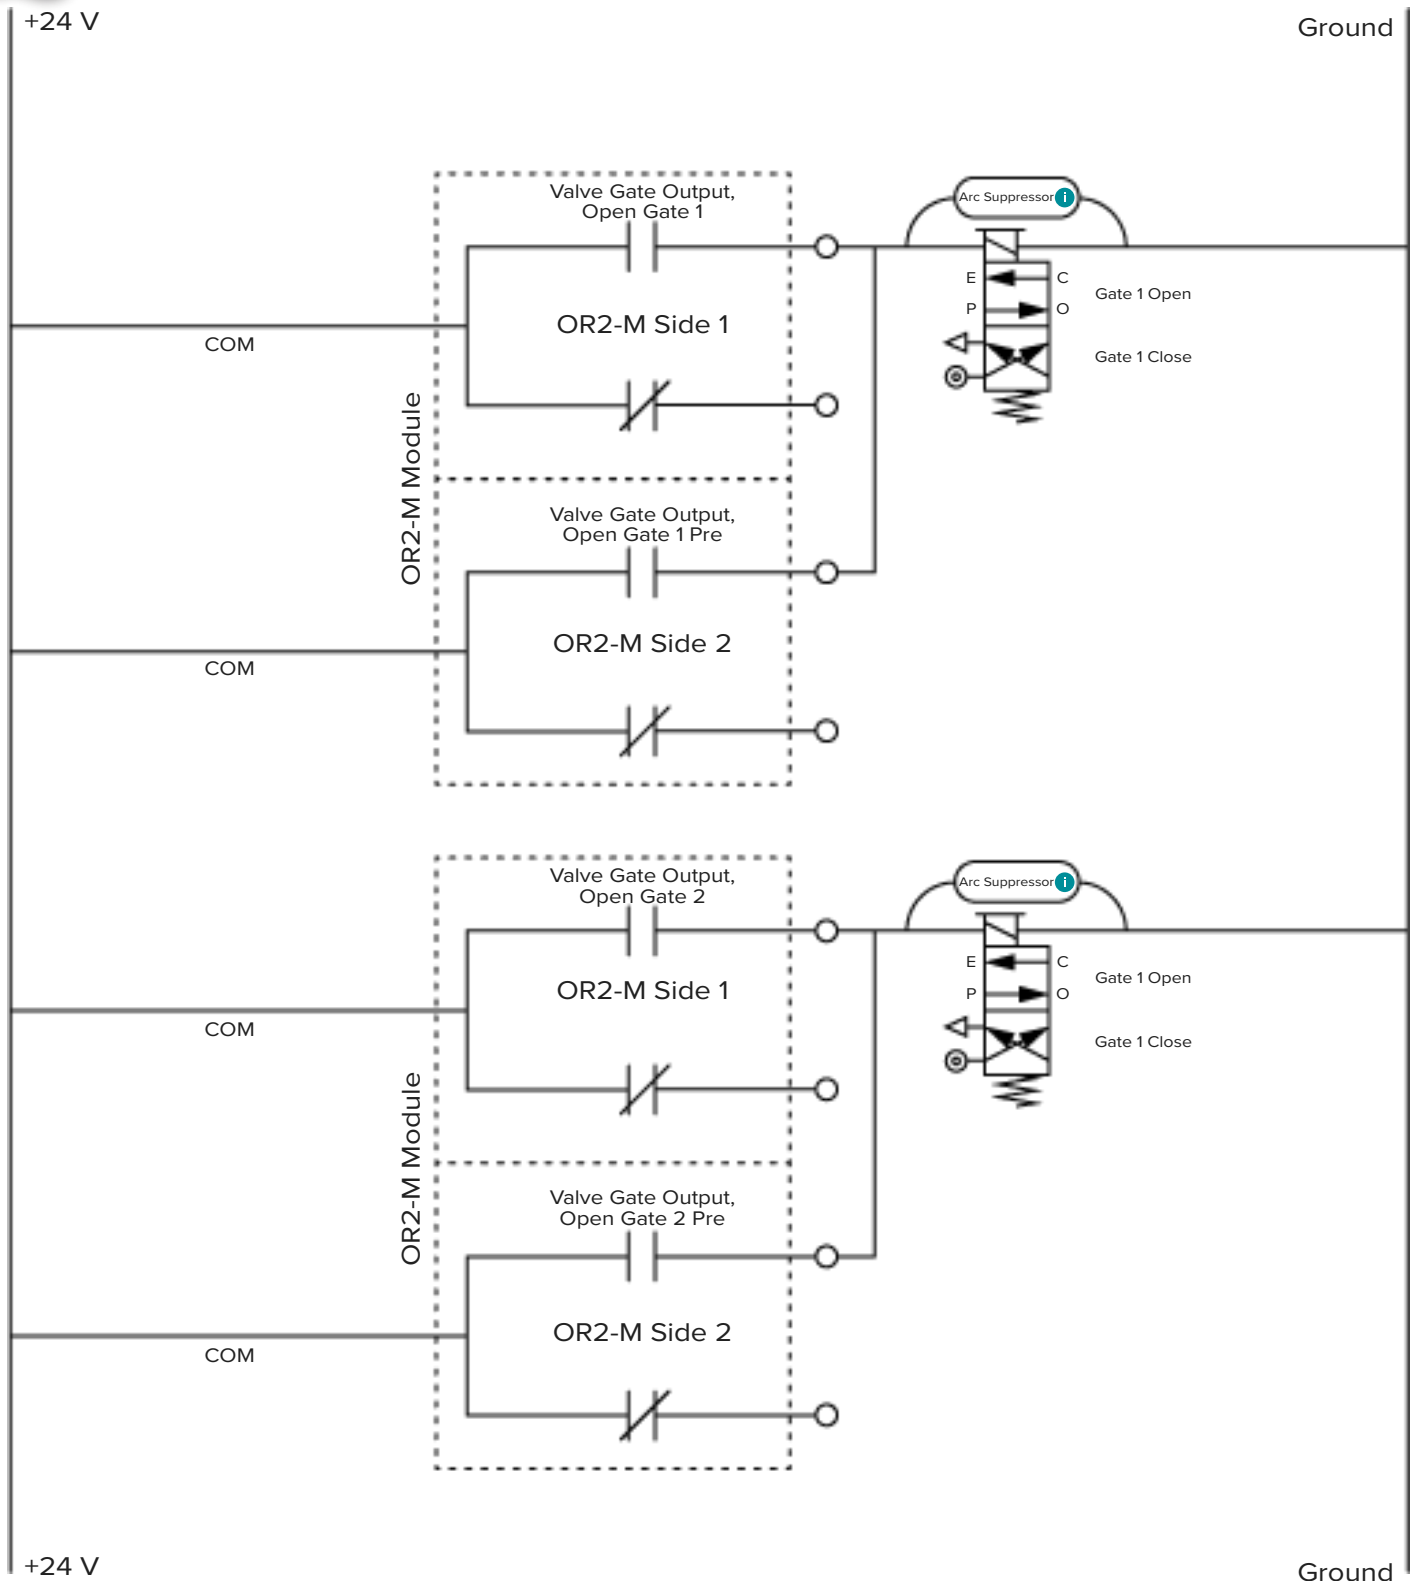 +24 V
Ground
Valve Gate Output,
Open Gate 1
Arc Suppressor i
E C
Gate 1 Open
P O
OR2-M Side 1
COM
Gate 1 Close
OR2-M Module
Valve Gate Output,
Open Gate 1 Pre
OR2-M Side 2
COM
Valve Gate Output,
Open Gate 2
Arc Suppressor i
E C
Gate 1 Open
P O
OR2-M Side 1
COM
Gate 1 Close
OR2-M Module
Valve Gate Output,
Open Gate 2 Pre
OR2-M Side 2
COM
+24 V
Ground